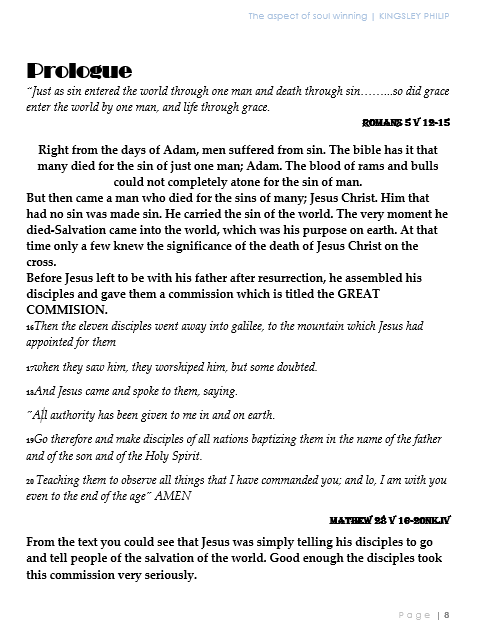 The aspect of soul winning | KINGSLEY PHILIP
Prologue
“Just as sin entered the world through one man and death through sin………so did grace
enter the world by one man, and life through grace.
ROMANS 5 V 12-15
Right from the days of Adam, men suffered from sin. The bible has it that
many died for the sin of just one man; Adam. The blood of rams and bulls
could not completely atone for the sin of man.
But then came a man who died for the sins of many; Jesus Christ. Him that
had no sin was made sin. He carried the sin of the world. The very moment he
died-Salvation came into the world, which was his purpose on earth. At that
time only a few knew the significance of the death of Jesus Christ on the
cross.
Before Jesus left to be with his father after resurrection, he assembled his
disciples and gave them a commission which is titled the GREAT
COMMISION.
16Then the eleven disciples went away into galilee, to the mountain which Jesus had
appointed for them
17when they saw him, they worshiped him, but some doubted.
18And Jesus came and spoke to them, saying.
“All authority has been given to me in and on earth.
19Go therefore and make disciples of all nations baptizing them in the name of the father
and of the son and of the Holy Spirit.
20 Teaching them to observe all things that I have commanded you; and lo, I am with you
even to the end of the age” AMEN
MATHEW 28 V 16-20NKJV
From the text you could see that Jesus was simply telling his disciples to go
and tell people of the salvation of the world. Good enough the disciples took
this commission very seriously.
Page | 8